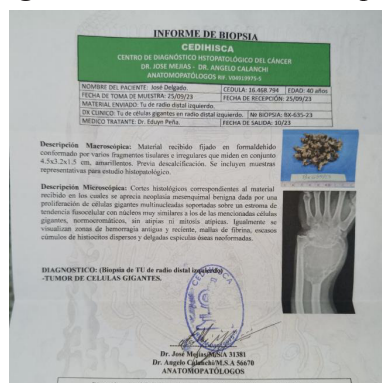 INFORME DE BIOPSIA
CEDIHISCA
CENTRO DE DIAGNÓSTICO HISTOPATOLÓGICO DEL CÁNCER
DR. JOSE MEJIAS - DR. ANGELO CALANCHI
ANATOMOPATÓLOGOS RIF.
NOMBRE DEL PACIENTE: José Delgado. CEDULA: 16.468.794 EDAD: 40 años
FECHA DE TOMA DE MUESTRA: 25/09/23 FECHA DE RECEPCIÓN: 25/09/23
MATERIAL ENVIADO: Tu de radio distal izquierdo.
DX CLINICO: Tu de células gigantes en radio distal izquierdo. No BIOPSIA: BX-635-23
MEDICO TRATANTE: Dr. Eduyn Peña. FECHA DE SALIDA: 10/23
Descripción Macroscópica: Material recibido fijado en formaldehido
conformado por varios fragmentos tisulares e irregulares que miden en conjunto
4.5x3.2x1.5 cm, amarillentos. Previa descalcificación. Se incluyen muestras
representativas para estudio histopatológico.
Descripción Microscópica: Cortes histológicos correspondientes al material
recibido en los cuales se aprecia neoplasia mesenquimal benigna dada por una
proliferación de células gigantes multinucleadas soportadas sobre un estroma de
tendencia fusocelular con núcleos muy similares a los de las mencionadas células
gigantes, normocromáticos, sin atipias ni mitosis atípicas. Igualmente se
visualizan zonas de hemorragia antigua y reciente, mallas de fibrina, escasos
cúmulos de histiocitos dispersos y delgadas espículas óseas neoformadas.
DIAGNOSTICO: (Biopsia de TU de radio distal izquierdo)
-TUMOR DE CELULAS GIGANTES.
CEDIHISCA
Dr. José Mejías/M.S/A 31381
Dr. Angelo Calanchi/M.S.A 56670
ANATOMOPATÓLOGOS